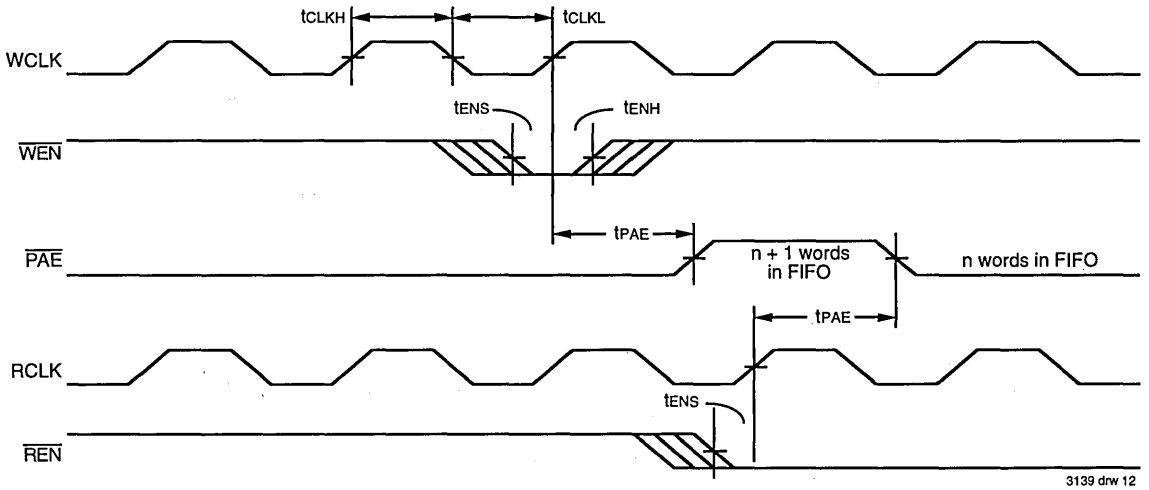 tCLKH
tCLKL
WCLK
tENS
tENH
WEN
tPAE
PAE
n + 1 words
in FIFO
n words in FIFO
tPAE
RCLK
tENS
REN
3139 drw 12